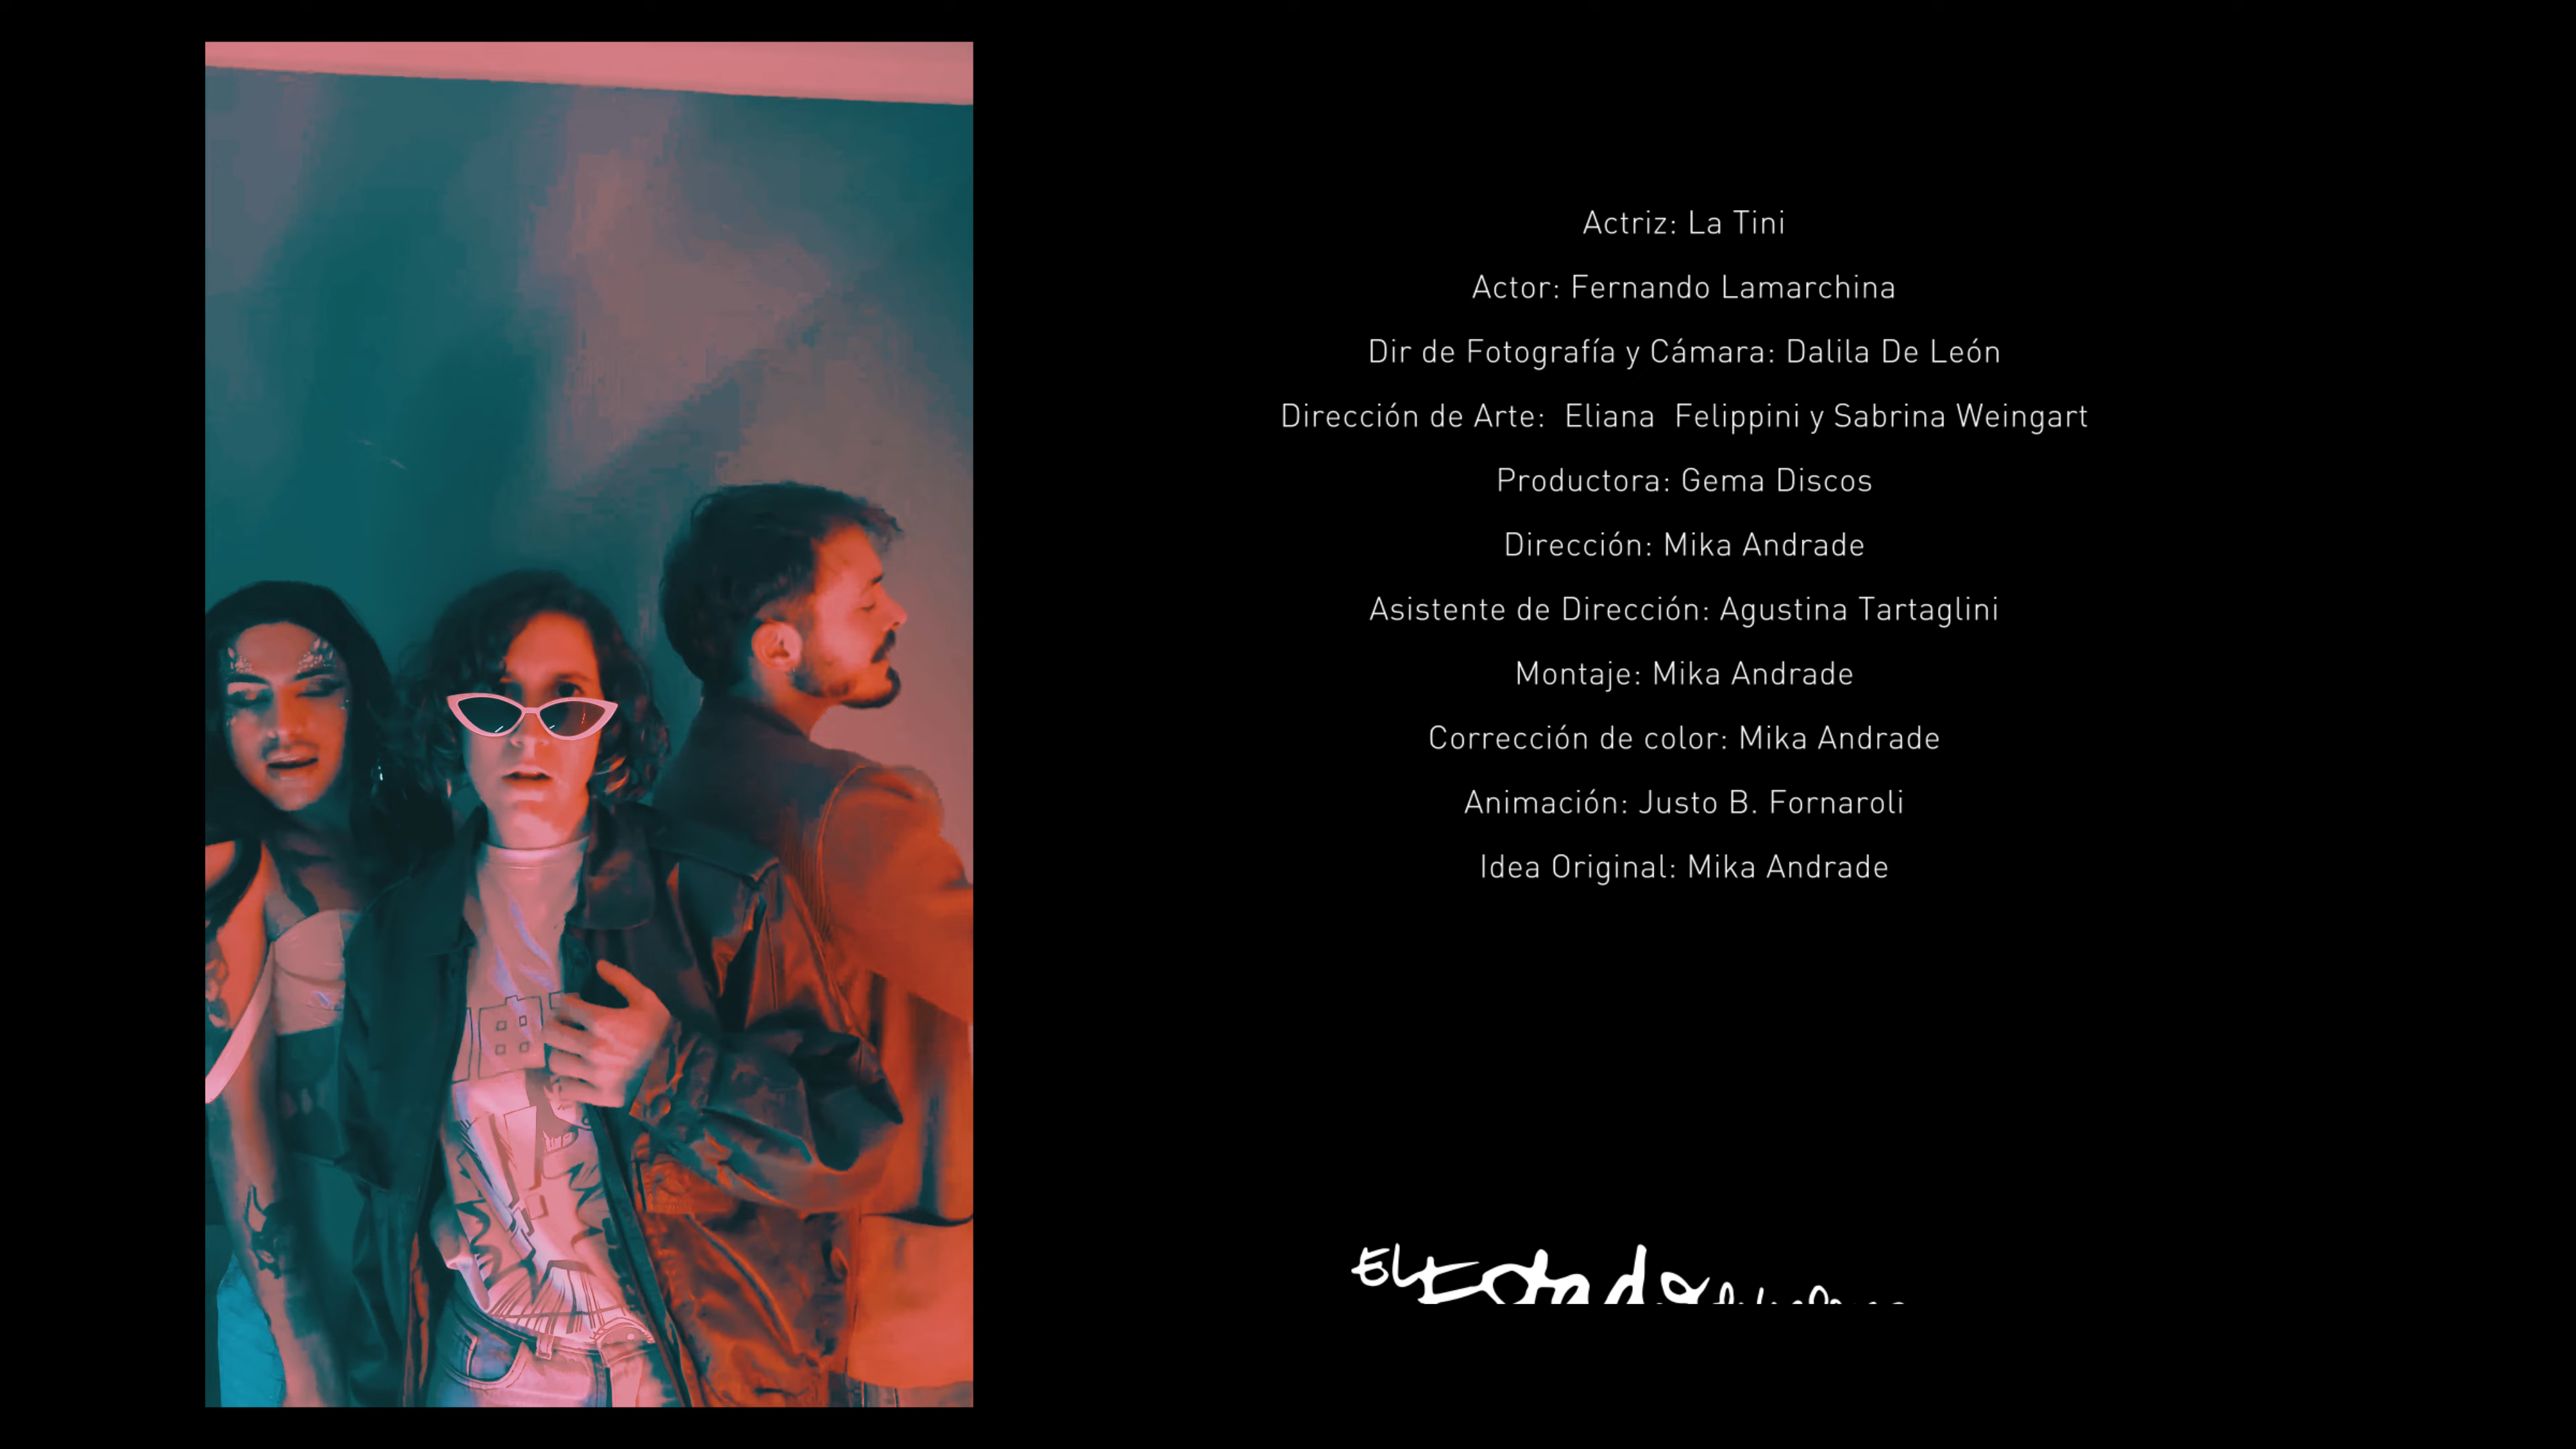 Actriz: La Tini
Actor: Fernando Lamarchina
Dir de Fotografía y Cámara: Dalila De León
Dirección de Arte:  Eliana  Felippini y Sabrina Weingart
Productora: Gema Discos
Dirección: Mika Andrade
Asistente de Dirección: Agustina Tartaglini
Montaje: Mika Andrade
Corrección de color: Mika Andrade
Animación: Justo B. Fornaroli
Idea Original: Mika Andrade
EL